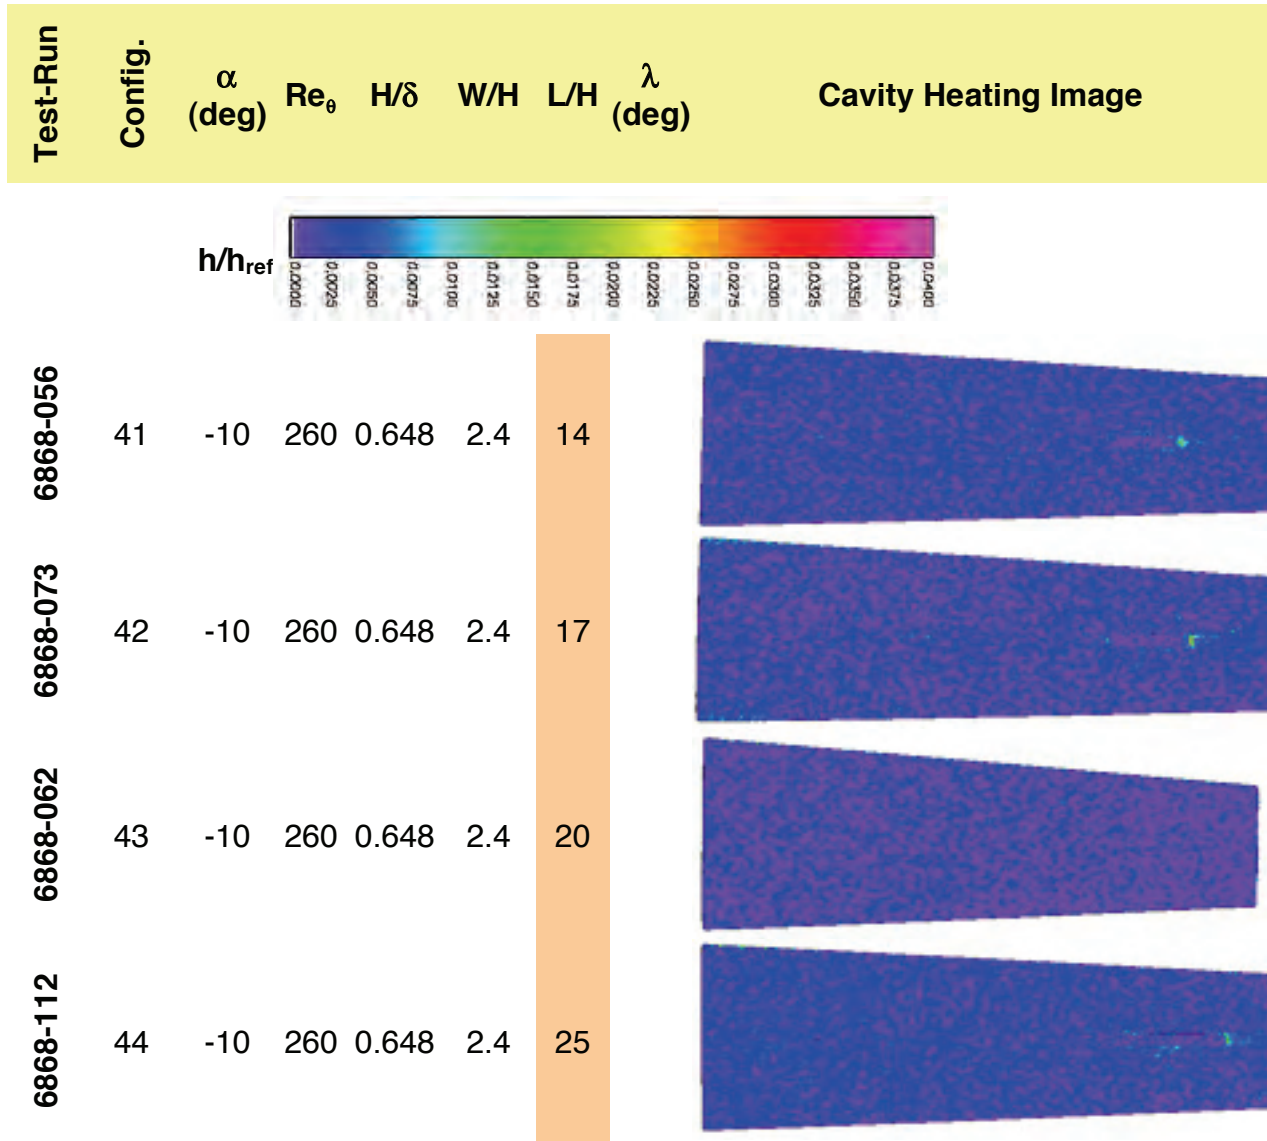 Test-Run Config. α (deg) Reθ H/δ W/H L/H λ (deg) Cavity Heating Image
h/href
0.0000 0.0025 0.0050 0.0075 0.0100 0.0125 0.0150 0.0175 0.0200 0.0225 0.0250 0.0275 0.0300 0.0325 0.0350 0.0375 0.0400
6868-056 41 -10 260 0.648 2.4 14
6868-073 42 -10 260 0.648 2.4 17
6868-062 43 -10 260 0.648 2.4 20
6868-112 44 -10 260 0.648 2.4 25